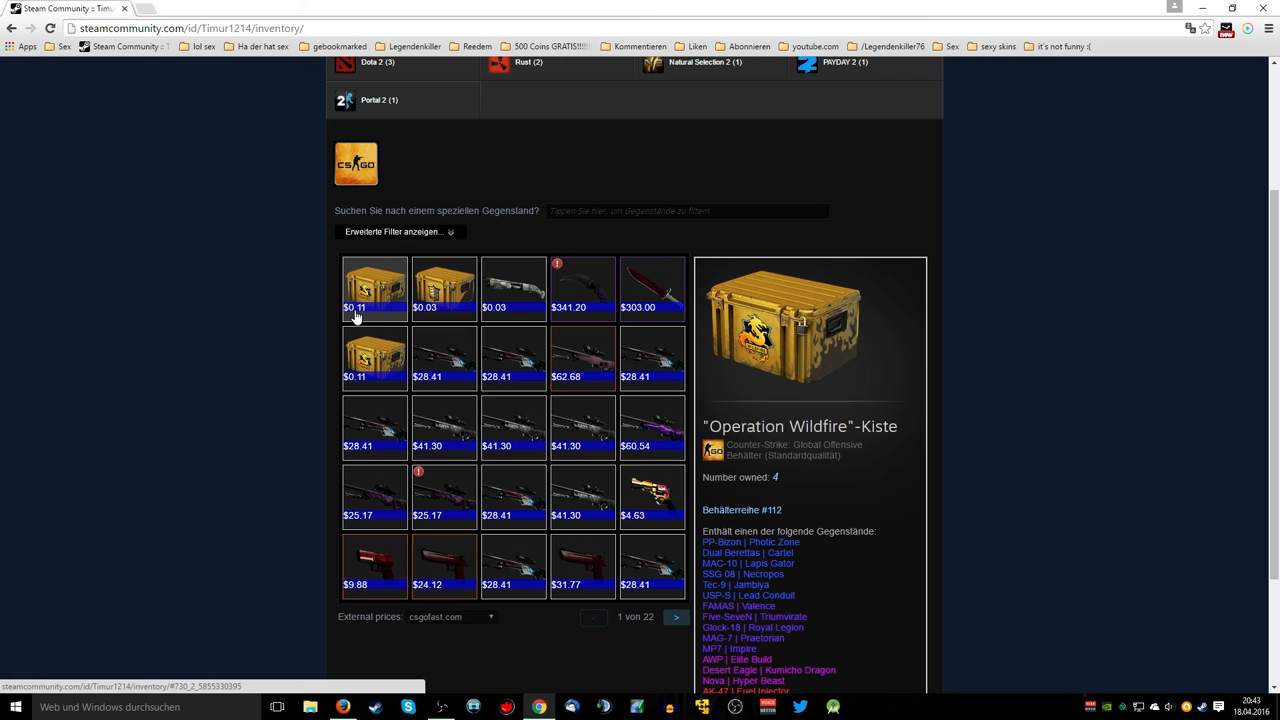 Steam Community :: Timu
steamcommunity.com/id/Timur1214/inventory/
Apps Sex Steam Community :: T lol sex Ha der hat sex gebookmarked Legendenkiller Reedem 500 Coins GRATIS!!!!! Kommentieren Liken Abonnieren youtube.com /Legendenkiller76 Sex sexy skins it´s not funny :(
Dota 2 (3) Rust (2) Natural Selection 2 (1) PAYDAY 2 (1)
Portal 2 (1)
CS GO
Suchen Sie nach einem speziellen Gegenstand? Tippen Sie hier, um Gegenstände zu filtern
Erweiterte Filter anzeigen...
$0.11 $0.03 $0.03 $341.20 $303.00
$0.11 $28.41 $28.41 $62.68 $28.41
$28.41 $41.30 $41.30 $41.30 $60.54
$25.17 $25.17 $28.41 $41.30 $4.63
$9.88 $24.12 $28.41 $31.77 $28.41
External prices: csgofast.com 1 von 22 >
"Operation Wildfire"-Kiste
Counter-Strike: Global Offensive
Behälter (Standardqualität)
Number owned: 4
Behälterreihe #112
Enthält einen der folgende Gegenstände:
PP-Bizon | Photic Zone
Dual Berettas | Cartel
MAC-10 | Lapis Gator
SSG 08 | Necropos
Tec-9 | Jambiya
USP-S | Lead Conduit
FAMAS | Valence
Five-SeveN | Triumvirate
Glock-18 | Royal Legion
MAG-7 | Praetorian
MP7 | Impire
AWP | Elite Build
Desert Eagle | Kumicho Dragon
Nova | Hyper Beast
AK-47 | Fuel Injector
steamcommunity.com/id/Timur1214/inventory/#730_2_5855330395
Web und Windows durchsuchen
20:43
18.04.2016